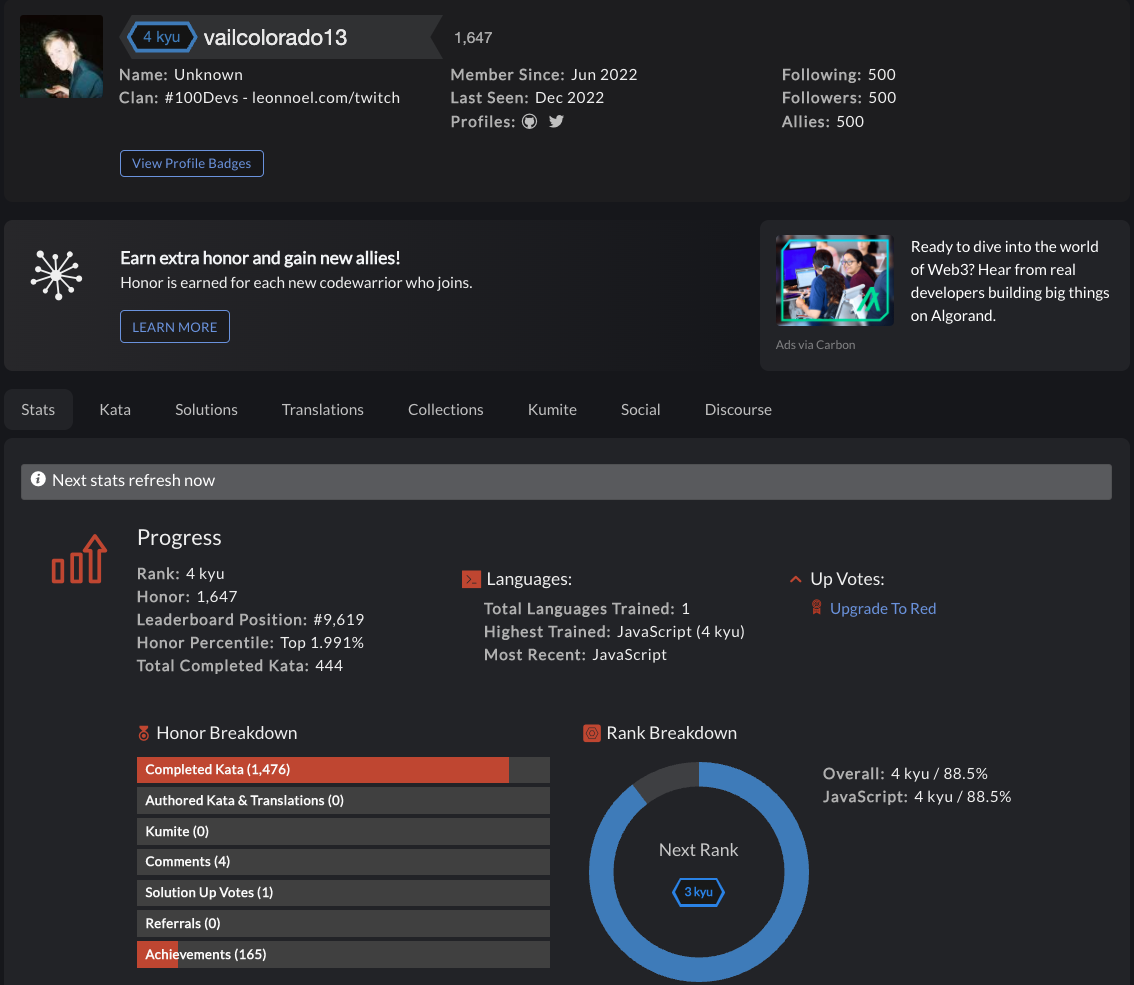 4 kyu vailcolorado13 1,647
Name: Unknown
Clan: #100Devs - leonnoel.com/twitch
Member Since: Jun 2022
Last Seen: Dec 2022
Profiles:
Following: 500
Followers: 500
Allies: 500
View Profile Badges
Earn extra honor and gain new allies!
Honor is earned for each new codewarrior who joins.
LEARN MORE
Ready to dive into the world
of Web3? Hear from real
developers building big things
on Algorand.
Ads via Carbon
Stats Kata Solutions Translations Collections Kumite Social Discourse
Next stats refresh now
Progress
Rank: 4 kyu
Honor: 1,647
Leaderboard Position: #9,619
Honor Percentile: Top 1.991%
Total Completed Kata: 444
Languages:
Total Languages Trained: 1
Highest Trained: JavaScript (4 kyu)
Most Recent: JavaScript
Up Votes:
Upgrade To Red
Honor Breakdown
Completed Kata (1,476)
Authored Kata & Translations (0)
Kumite (0)
Comments (4)
Solution Up Votes (1)
Referrals (0)
Achievements (165)
Rank Breakdown
Next Rank
3 kyu
Overall: 4 kyu / 88.5%
JavaScript: 4 kyu / 88.5%